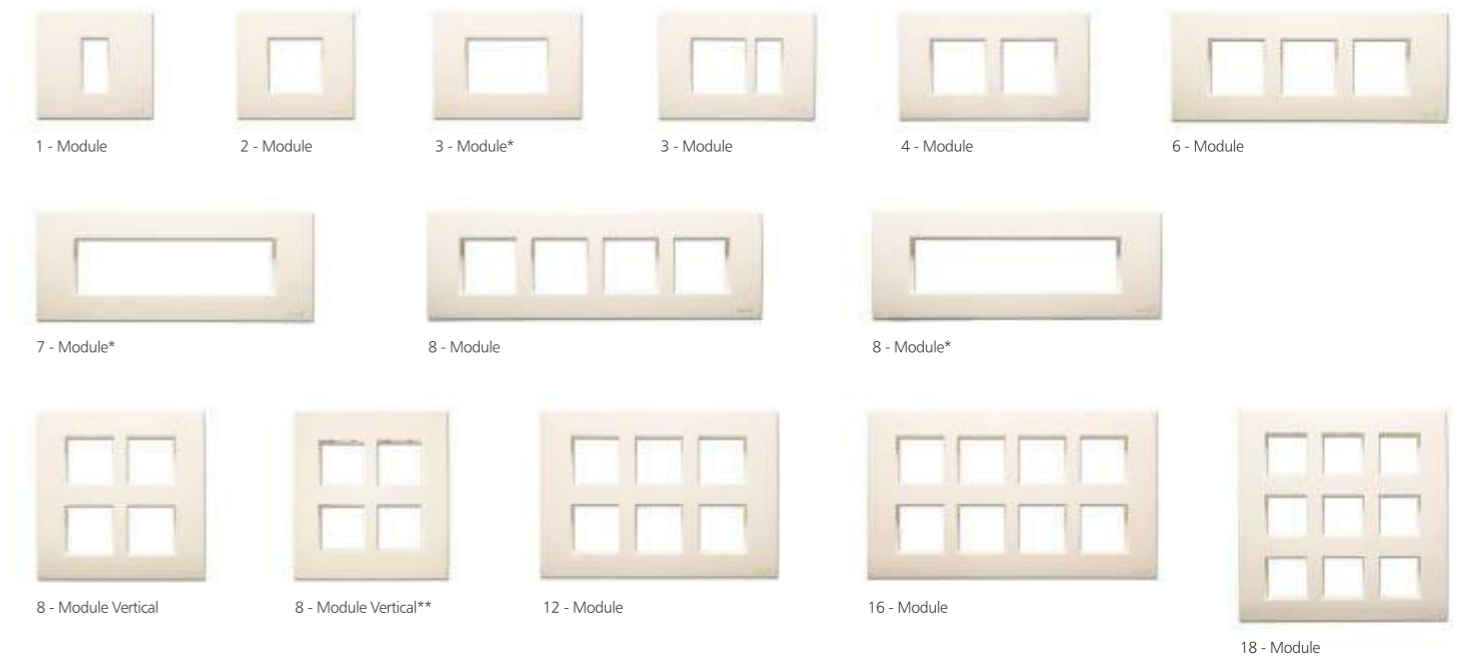 1 - Module
2 - Module
3 - Module*
3 - Module
4 - Module
6 - Module
7 - Module*
8 - Module
8 - Module*
8 - Module Vertical
8 - Module Vertical**
12 - Module
16 - Module
18 - Module